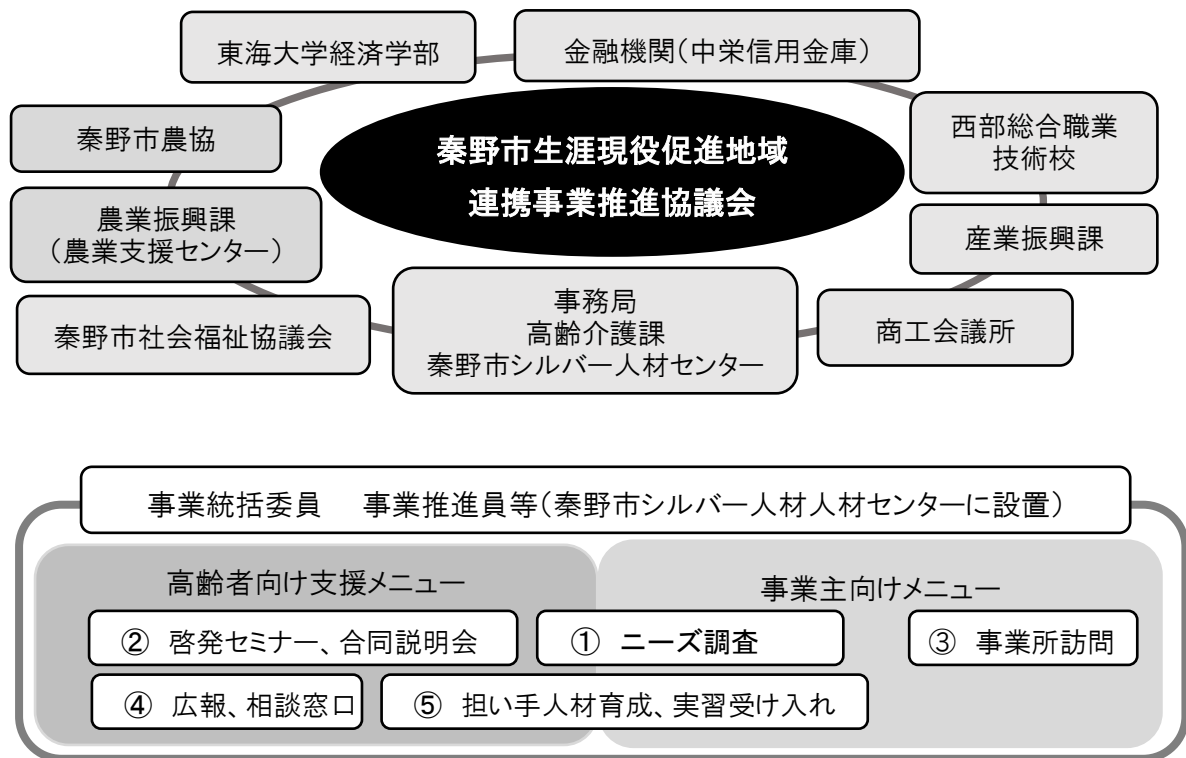 東海大学経済学部
金融機関(中栄信用金庫)
秦野市農協
秦野市生涯現役促進地域
連携事業推進協議会
西部総合職業
技術校
農業振興課
(農業支援センター)
産業振興課
秦野市社会福祉協議会
事務局
高齢介護課
秦野市シルバー人材センター
商工会議所
事業統括委員 事業推進員等(秦野市シルバー人材人材センターに設置)
高齢者向け支援メニュー
事業主向けメニュー
② 啓発セミナー、合同説明会
① ニーズ調査
③ 事業所訪問
④ 広報、相談窓口
⑤ 担い手人材育成、実習受け入れ